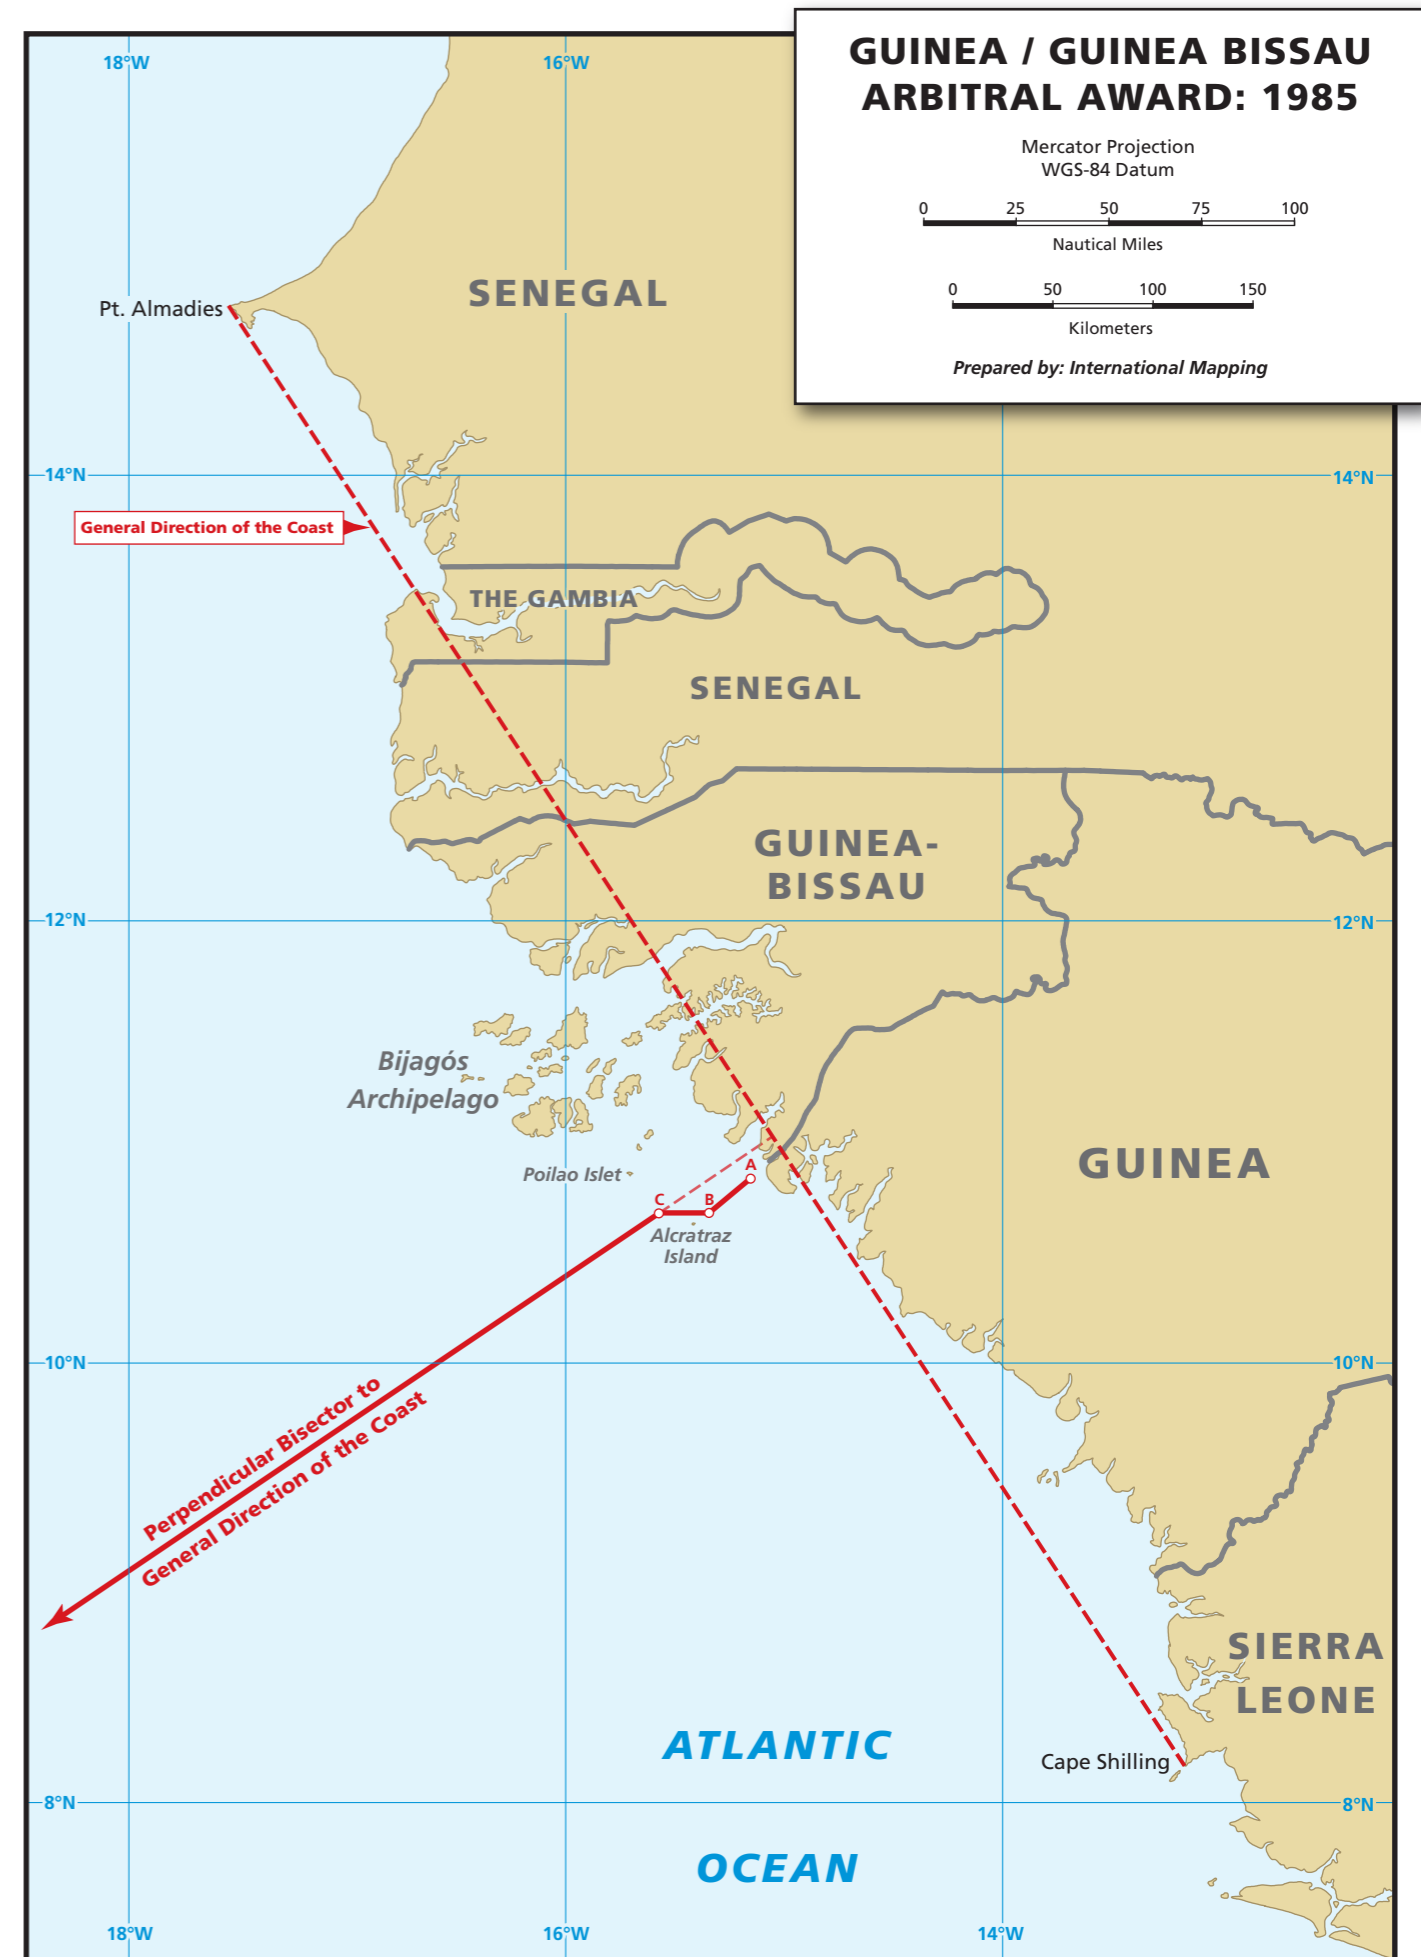 GUINEA / GUINEA BISSAU
ARBITRAL AWARD: 1985
Mercator Projection
WGS-84 Datum
0 25 50 75 100
Nautical Miles
0 50 100 150
Kilometers
Prepared by: International Mapping
18°W 16°W
SENEGAL
Pt. Almadies
14°N 14°N
General Direction of the Coast
THE GAMBIA
SENEGAL
GUINEA-
BISSAU
12°N 12°N
Bijagós
Archipelago
GUINEA
Poilao Islet
A
C B
Alcratraz
Island
10°N 10°N
Perpendicular Bisector to
General Direction of the Coast
SIERRA
LEONE
ATLANTIC
Cape Shilling
8°N 8°N
OCEAN
18°W 16°W 14°W